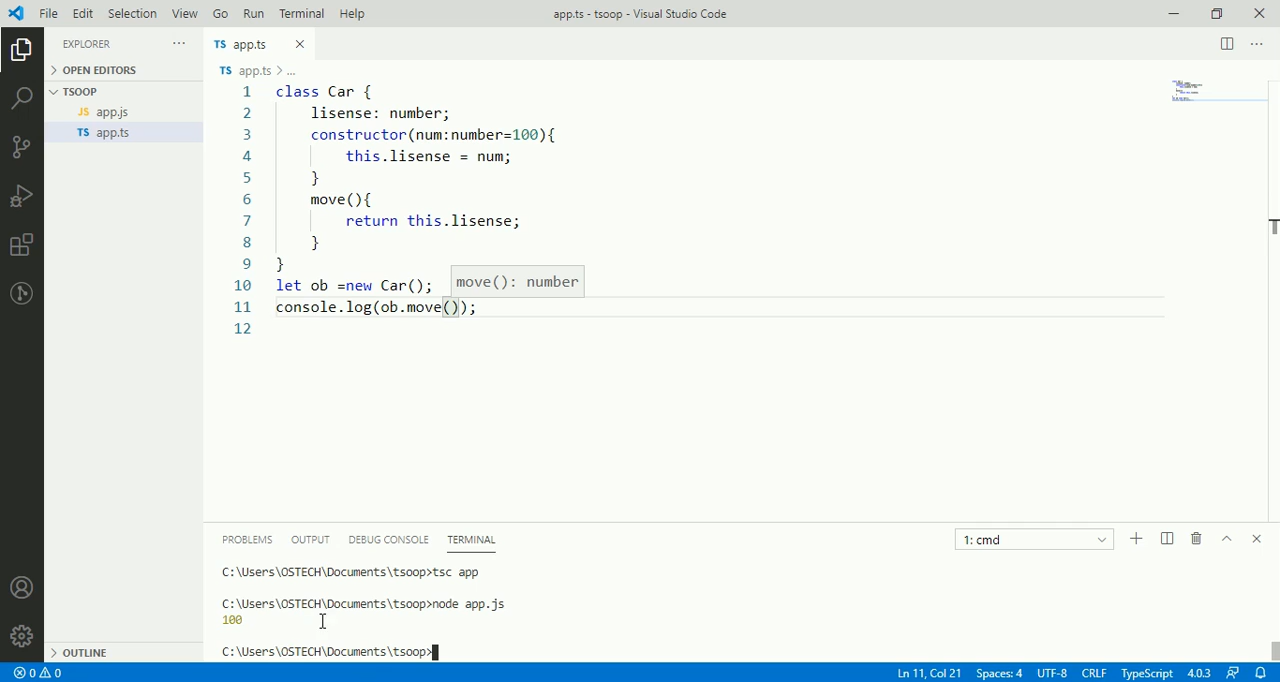 File Edit Selection View Go Run Terminal Help app.ts - tsoop - Visual Studio Code
EXPLORER ···
OPEN EDITORS
TSOOP
JS app.js
TS app.ts
TS app.ts
TS app.ts > ...
1 class Car {
2 lisense: number;
3 constructor(num:number=100){
4 this.lisense = num;
5 }
6 move(){
7 return this.lisense;
8 }
9 }
10 let ob =new Car();
move(): number
11 console.log(ob.move());
12
PROBLEMS OUTPUT DEBUG CONSOLE TERMINAL 1: cmd
C:\Users\OSTECH\Documents\tsoop>tsc app
C:\Users\OSTECH\Documents\tsoop>node app.js
100
C:\Users\OSTECH\Documents\tsoop>
OUTLINE
0 0 Ln 11, Col 21 Spaces: 4 UTF-8 CRLF TypeScript 4.0.3